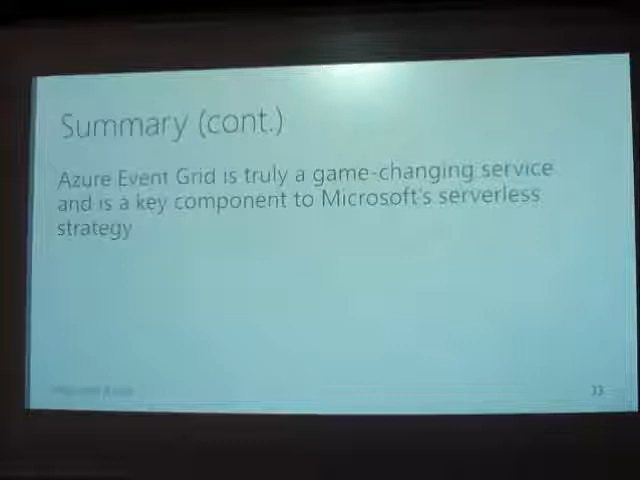 Summary (cont.)
Azure Event Grid is truly a game-changing service
and is a key component to Microsoft's serverless
strategy
33